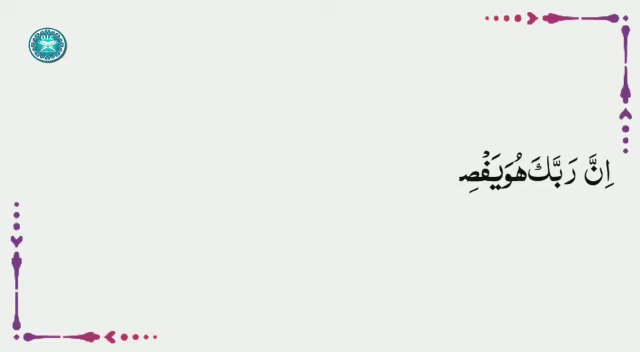 اِنَّ رَبَّكَ هُوَ يَفْصِ